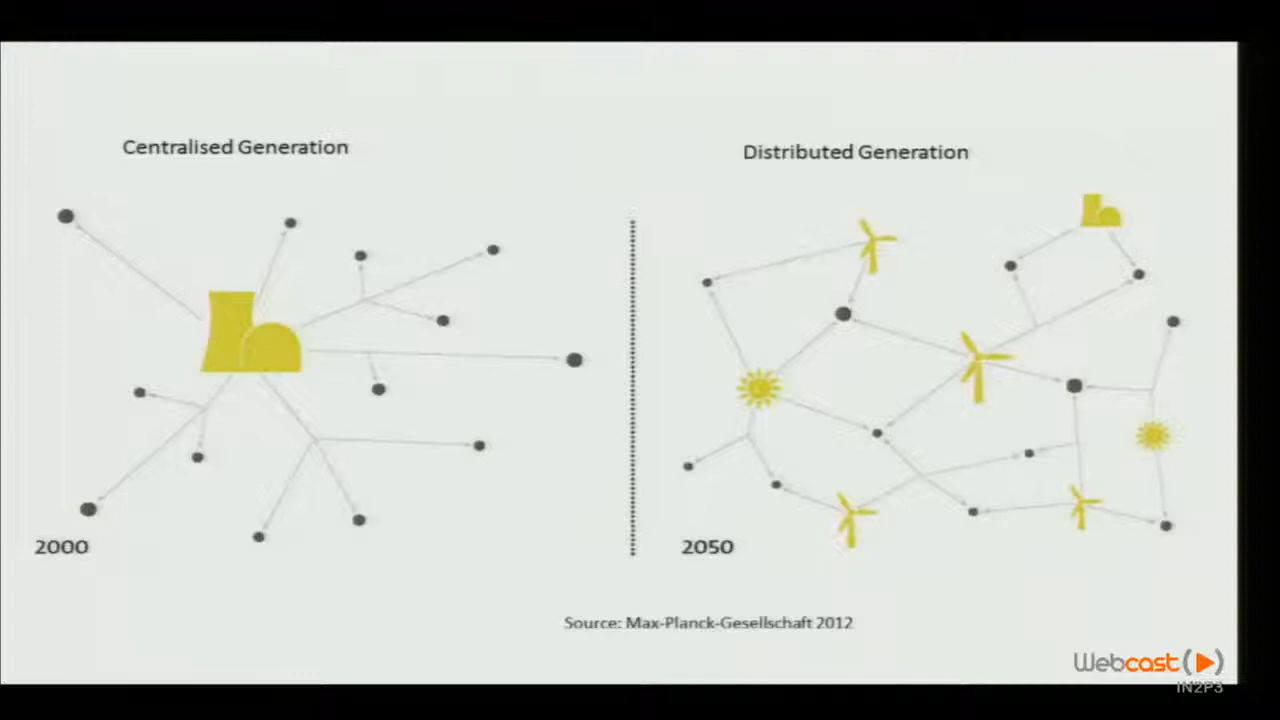 Centralised Generation
Distributed Generation
2000
2050
Source: Max-Planck-Gesellschaft 2012
Webcast
IN2P3